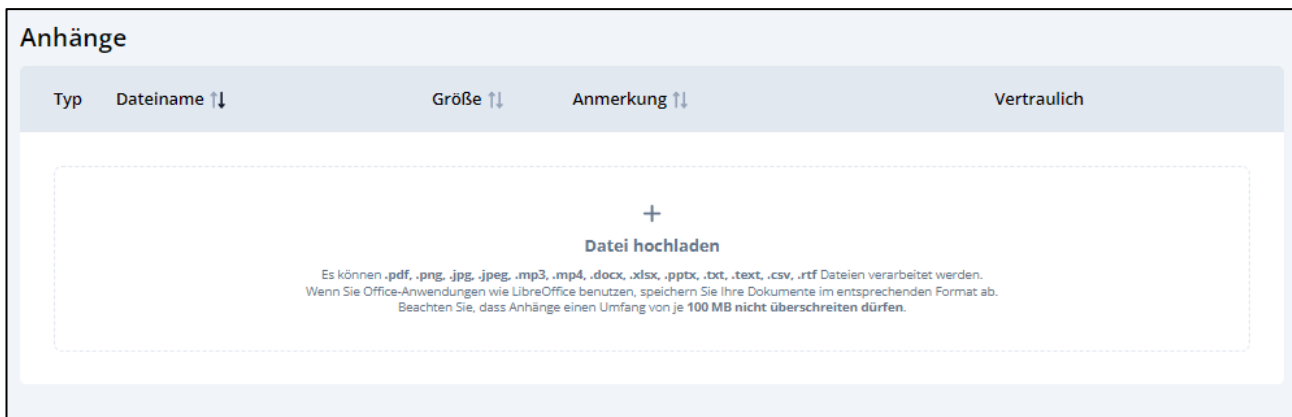 Anhänge
Typ Dateiname Größe Anmerkung Vertraulich
Datei hochladen
Es können .pdf, .png, .jpg, .jpeg, .mp3, .mp4, .docx, .xlsx, .pptx, .txt, .text, .csv, .rtf Dateien verarbeitet werden.
Wenn Sie Office-Anwendungen wie LibreOffice benutzen, speichern Sie Ihre Dokumente im entsprechenden Format ab.
Beachten Sie, dass Anhänge einen Umfang von je 100 MB nicht überschreiten dürfen.